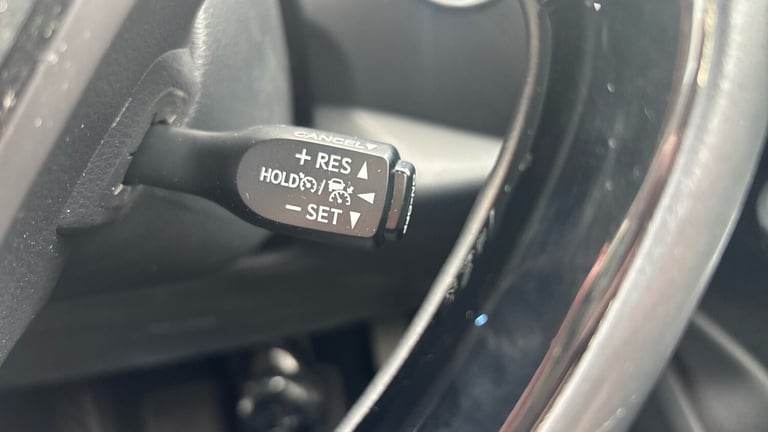 CANCEL
+ RES
HOLD /
− SET